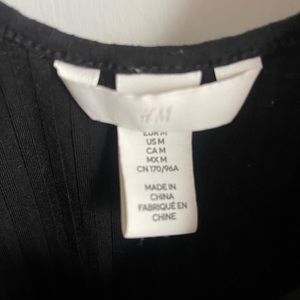 H&M
EUR M
US M
CA M
MX M
CN 170/96A
MADE IN
CHINA
FABRIQUÉ EN
CHINE